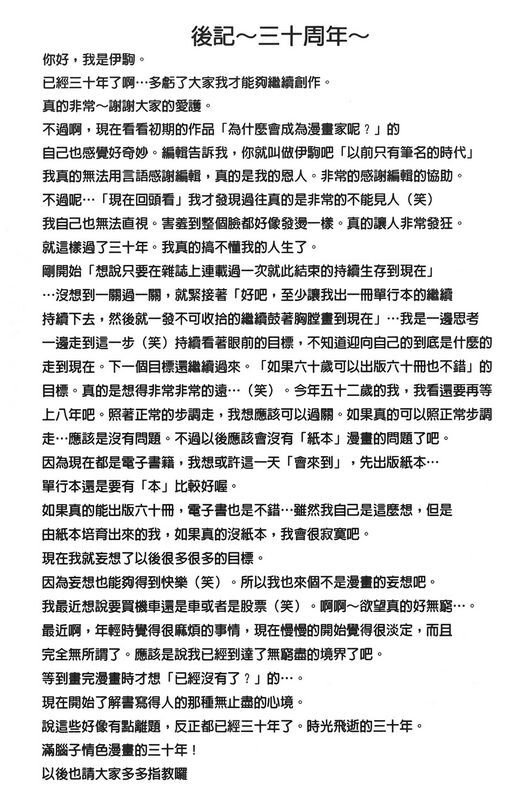 後記～三十周年～
你好，我是伊駒。
已經三十年了啊…多虧了大家我才能夠繼續創作。
真的非常～謝謝大家的愛護。
不過啊，現在看看初期的作品「為什麼會成為漫畫家呢？」的
自己也感覺好奇妙。編輯告訴我，你就叫做伊駒吧「以前只有筆名的時代」
我真的無法用言語感謝編輯，真的是我的恩人。非常的感謝編輯的協助。
不過呢…「現在回頭看」我才發現過往真的是非常的不能見人（笑）
我自己也無法直視。害羞到整個臉都好像發燙一樣。真的讓人非常發狂。
就這樣過了三十年。我真的搞不懂我的人生了。
剛開始「想說只要在雜誌上連載過一次就此結束的持續生存到現在」
…沒想到一關過一關，就緊接著「好吧，至少讓我出一冊單行本的繼續
持續下去，然後就一發不可收拾的繼續鼓著胸膛畫到現在」…我是一邊思考
一邊走到這一步（笑）持續看著眼前的目標，不知道迎向自己的到底是什麼的
走到現在。下一個目標還繼續過來。「如果六十歲可以出版六十冊也不錯」的
目標。真的是想得非常非常的遠…（笑）。今年五十二歲的我，我看還要再等
上八年吧。照著正常的步調走，我想應該可以過關。如果真的可以照正常步調
走…應該是沒有問題。不過以後應該會沒有「紙本」漫畫的問題了吧。
因為現在都是電子書籍，我想或許這一天「會來到」，先出版紙本…
單行本還是要有「本」比較好喔。
如果真的能出版六十冊，電子書也是不錯…雖然我自己是這麼想，但是
由紙本培育出來的我，如果真的沒紙本，我會很寂寞吧。
現在我就妄想了以後很多很多的目標。
因為妄想也能夠得到快樂（笑）。所以我也來個不是漫畫的妄想吧。
我最近想說要買機車還是車或者是股票（笑）。啊啊～欲望真的好無窮…。
最近啊，年輕時覺得很麻煩的事情，現在慢慢的開始覺得很淡定，而且
完全無所謂了。應該是說我已經到達了無窮盡的境界了吧。
等到畫完漫畫時才想「已經沒有了？」的…。
現在開始了解書寫得人的那種無止盡的心境。
說這些好像有點離題，反正都已經三十年了。時光飛逝的三十年。
滿腦子情色漫畫的三十年！
以後也請大家多多指教囉